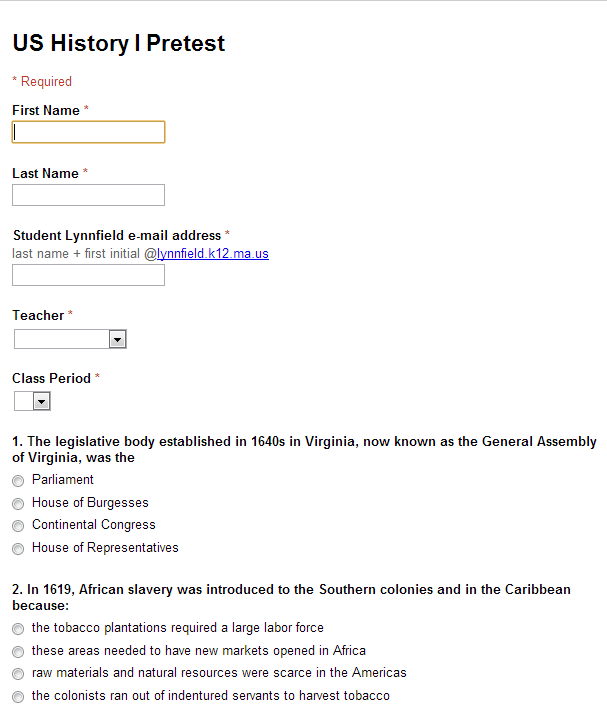 US History I Pretest
* Required
First Name *
Last Name *
Student Lynnfield e-mail address *
last name + first initial @lynnfield.k12.ma.us
Teacher *
Class Period *
1. The legislative body established in 1640s in Virginia, now known as the General Assembly
of Virginia, was the
Parliament
House of Burgesses
Continental Congress
House of Representatives
2. In 1619, African slavery was introduced to the Southern colonies and in the Caribbean
because:
the tobacco plantations required a large labor force
these areas needed to have new markets opened in Africa
raw materials and natural resources were scarce in the Americas
the colonists ran out of indentured servants to harvest tobacco